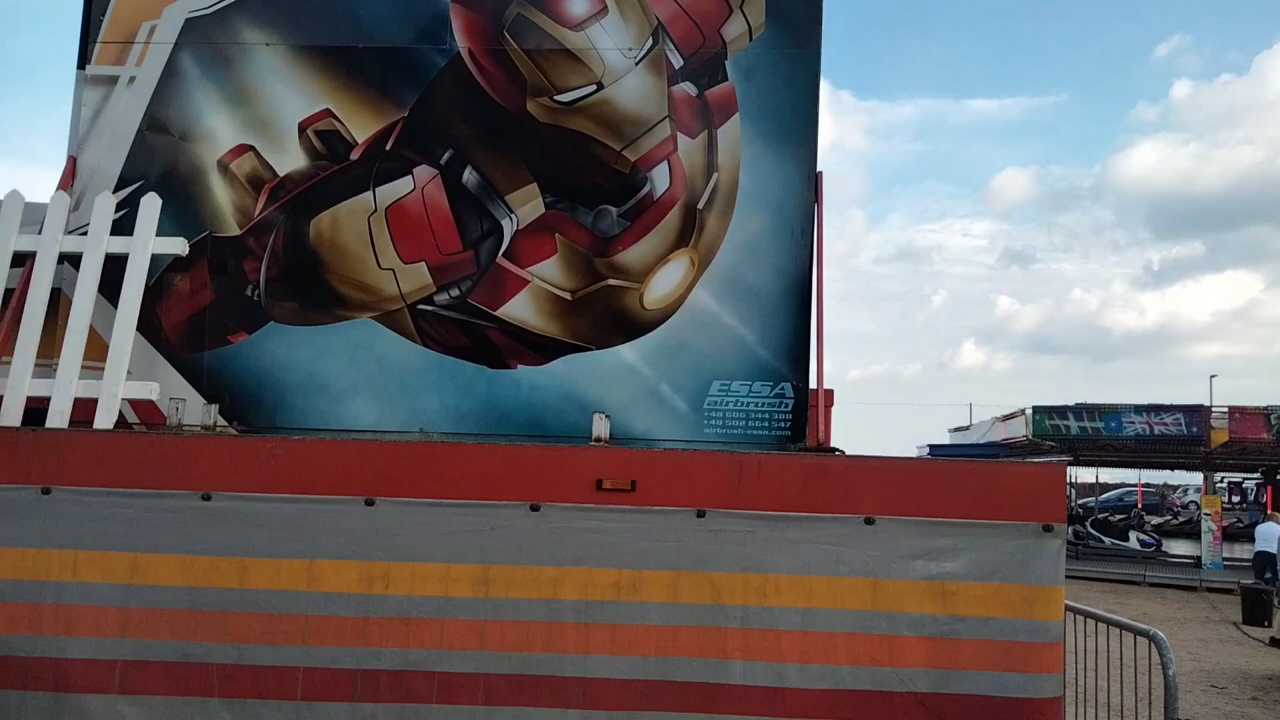 ESSA
airbrush
+48 606 344 388
+48 502 664 547
airbrush-essa.com